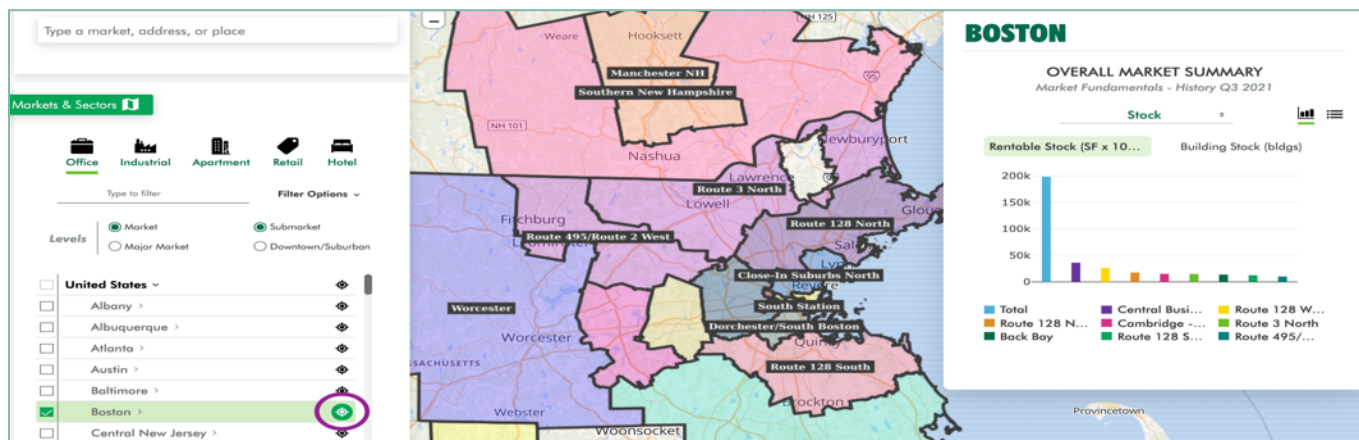 Type a market, address, or place
Markets & Sectors
Office Industrial Apartment Retail Hotel
Type to filter Filter Options
Levels
Market Submarket
Major Market Downtown/Suburban
United States
Albany
Albuquerque
Atlanta
Austin
Baltimore
Boston
Central New Jersey
NH 125
Weare
Hooksett
Manchester NH
Southern New Hampshire
95
NH 101
Nashua
Newburyport
Lawrence
Route 3 North
Lowell
Fitchburg
Route 128 North
Route 495/Route 2 West
Close-In Suburbs North
Revere
Worcester
South Station
Dorchester/South Boston
Worcester
Quincy
Route 128 South
Brockton
Webster
Woonsocket
Provincetown
BOSTON
OVERALL MARKET SUMMARY
Market Fundamentals - History Q3 2021
Stock
Rentable Stock (SF x 10... Building Stock (bldgs)
200k
150k
100k
50k
0
Total Central Busi... Route 128 W...
Route 128 N... Cambridge -... Route 3 North
Back Bay Route 128 S... Route 495/...